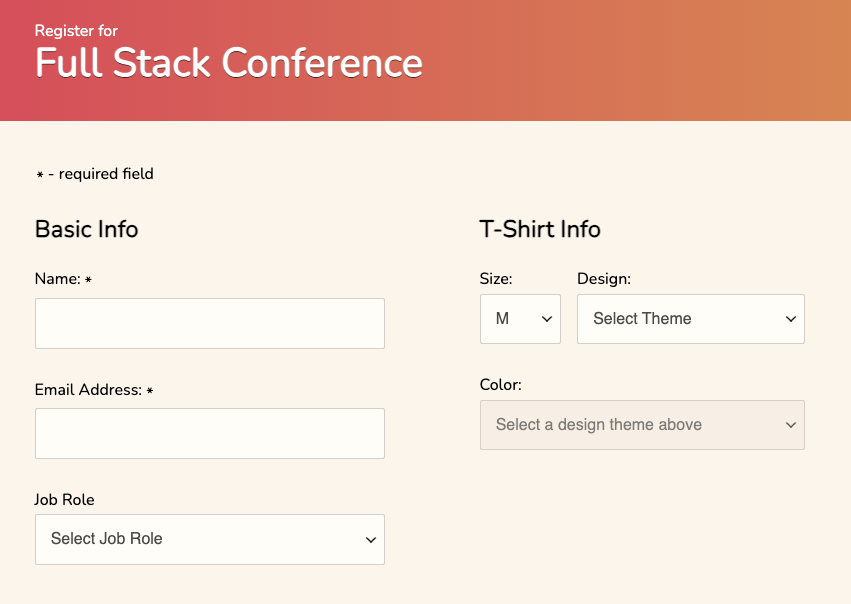 Register for
Full Stack Conference
* - required field
Basic Info
Name: *
Email Address: *
Job Role
Select Job Role
T-Shirt Info
Size:
Design:
M
Select Theme
Color:
Select a design theme above